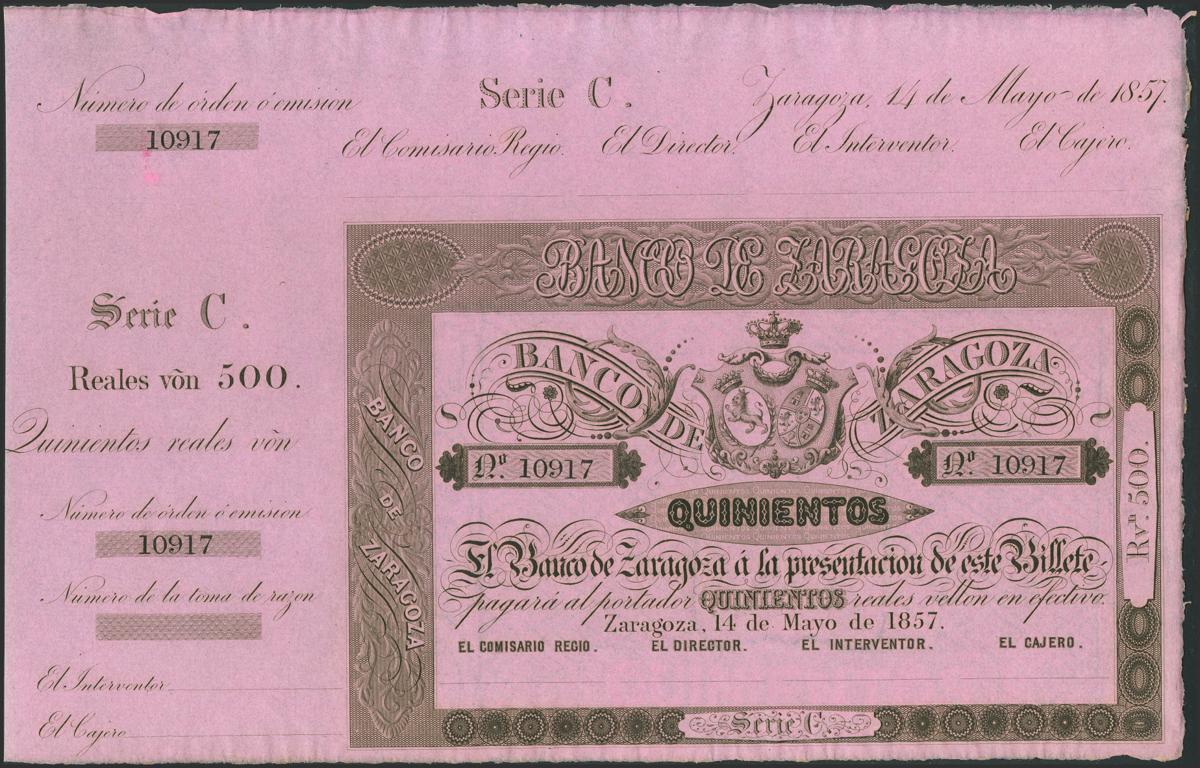 Número de órden ó emision
10917
Serie C.
Zaragoza, 14 de Mayo de 1857.
El Comisario Regio.
El Director.
El Interventor.
El Cajero.
Serie C.
Reales vōn 500.
Quinientos reales vōn
Número de órden ó emision
10917
Número de la toma de razon
El Interventor
El Cajero
BANCO DE ZARAGOZA
BANCO DE ZARAGOZA
BANCO DE ZARAGOZA
Nº 10917
Nº 10917
QUINIENTOS
El Banco de Zaragoza á la presentacion de este Billete
pagará al portador QUINIENTOS reales vellon en efectivo.
Zaragoza, 14 de Mayo de 1857.
EL COMISARIO REGIO.
EL DIRECTOR.
EL INTERVENTOR.
EL CAJERO.
Rvⁿ 500.
Serie C.